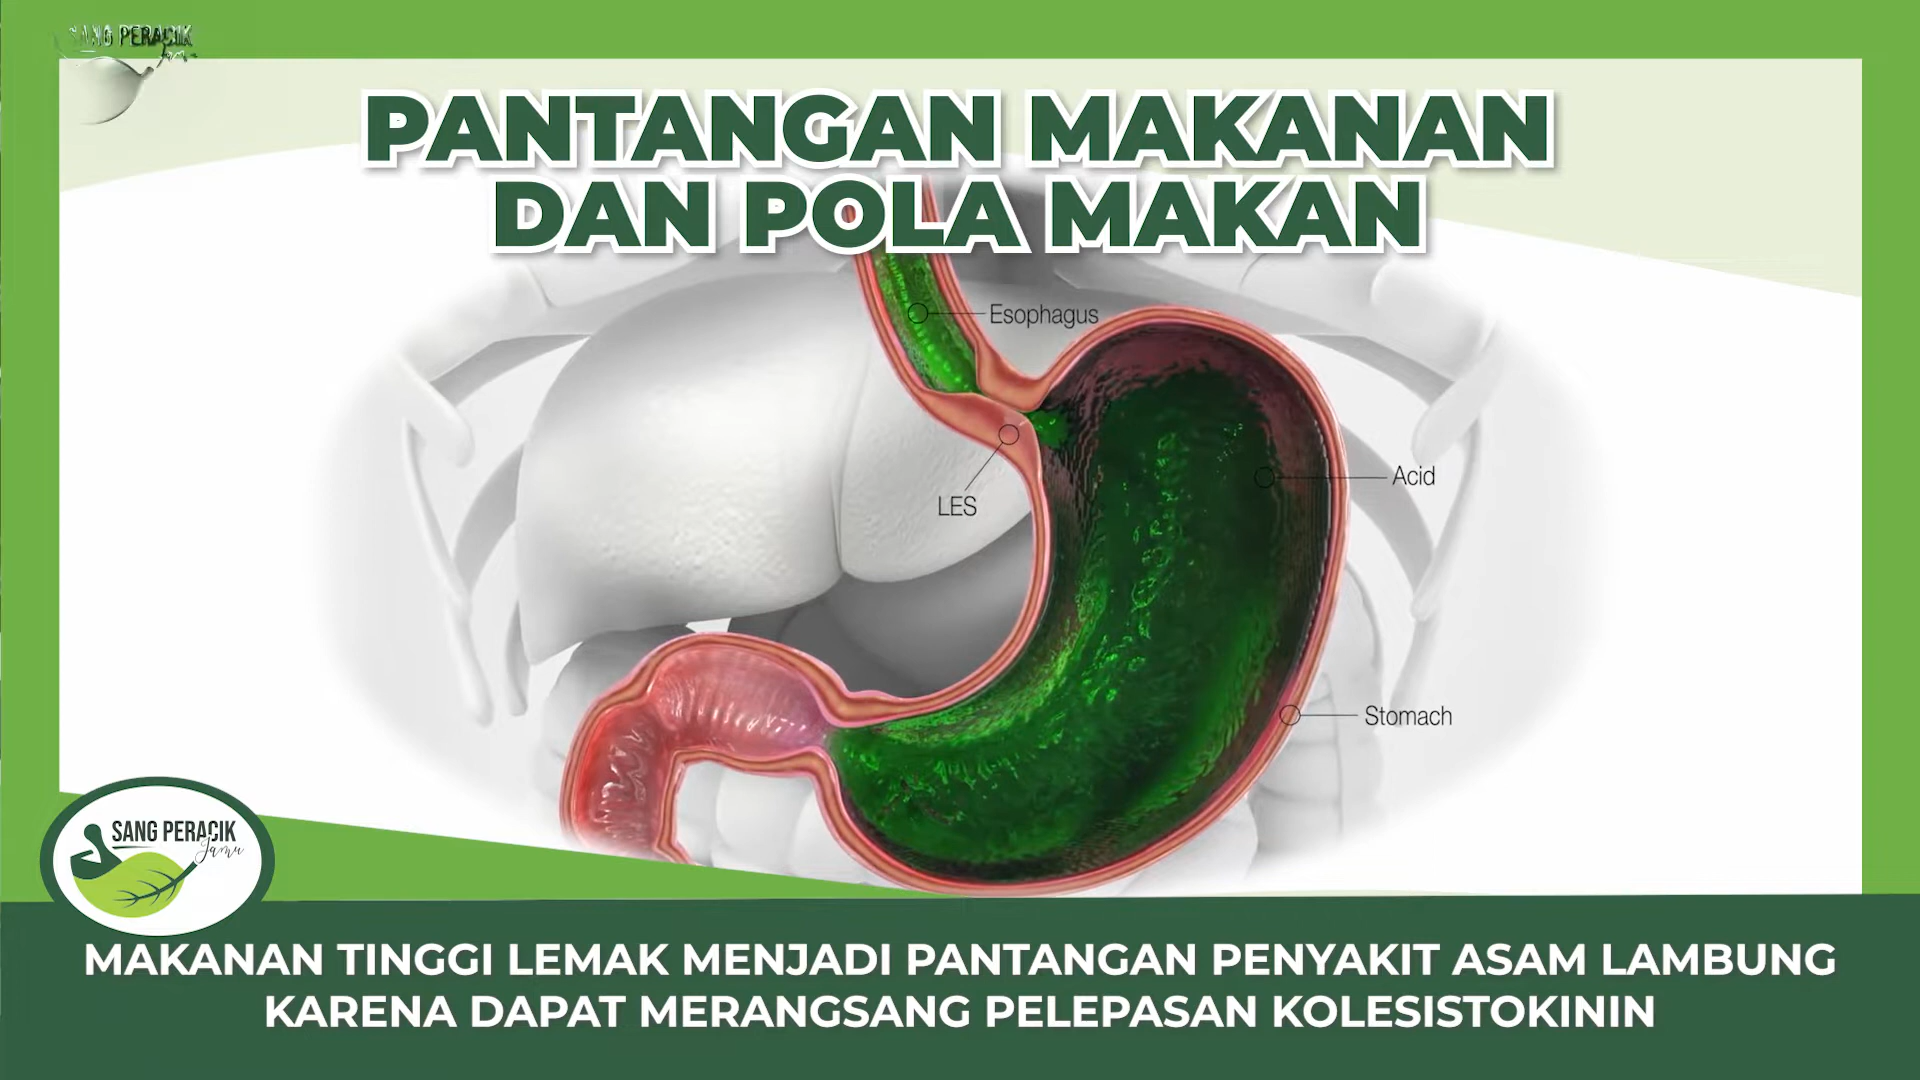 SANG PERACIK
Jamu
PANTANGAN MAKANAN
DAN POLA MAKAN
Esophagus
LES
Acid
Stomach
SANG PERACIK
Jamu
MAKANAN TINGGI LEMAK MENJADI PANTANGAN PENYAKIT ASAM LAMBUNG
KARENA DAPAT MERANGSANG PELEPASAN KOLESISTOKININ